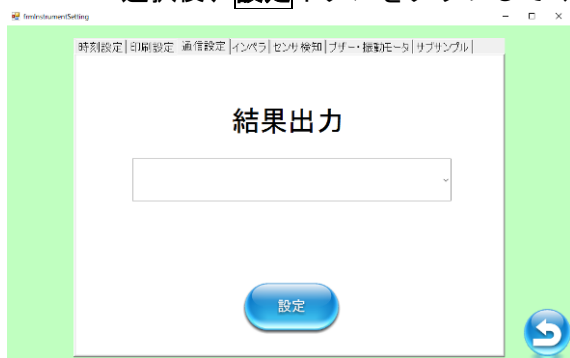 frmInstrumentSetting
時刻設定 印刷設定 通信設定 インペラ センサ検知 ブザー・振動モータ サブサンプル
結果出力
設定